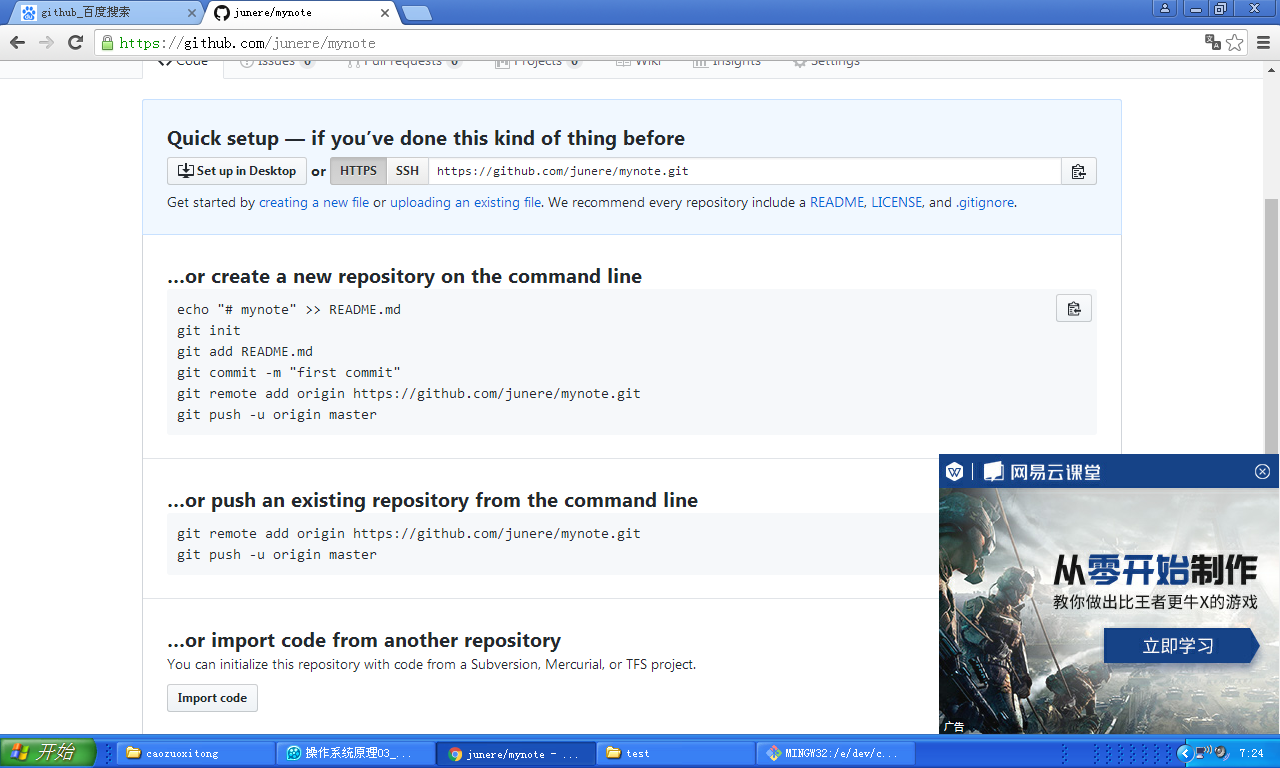 github_百度搜索
junere/mynote
https://github.com/junere/mynote
Code
Issues 0
Pull requests 0
Projects 0
Wiki
Insights
Settings
Quick setup — if you’ve done this kind of thing before
Set up in Desktop or HTTPS SSH https://github.com/junere/mynote.git
Get started by creating a new file or uploading an existing file. We recommend every repository include a README, LICENSE, and .gitignore.
…or create a new repository on the command line
echo "# mynote" >> README.md
git init
git add README.md
git commit -m "first commit"
git remote add origin https://github.com/junere/mynote.git
git push -u origin master
…or push an existing repository from the command line
git remote add origin https://github.com/junere/mynote.git
git push -u origin master
…or import code from another repository
You can initialize this repository with code from a Subversion, Mercurial, or TFS project.
Import code
网易云课堂
从零开始制作
教你做出比王者更牛X的游戏
立即学习
广告
开始
caozuoxitong
操作系统原理03_...
junere/mynote - ...
test
MINGW32:/e/dev/c...
7:24